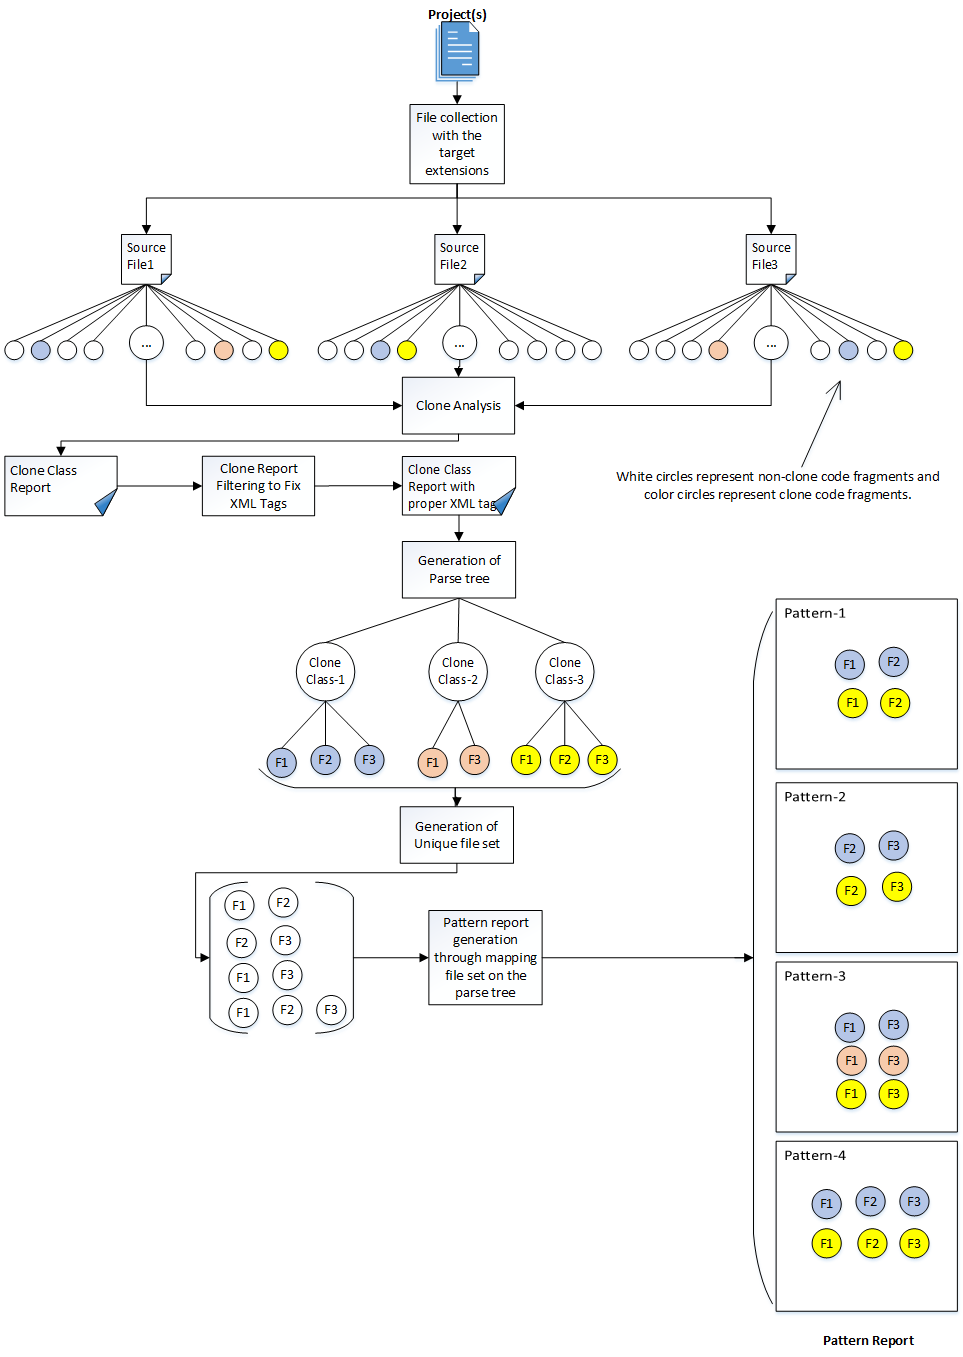 Project(s)
File collection
with the
target
extensions
Source
File1
Source
File2
Source
File3
...
...
...
Clone Analysis
Clone Class
Report
Clone Report
Filtering to Fix
XML Tags
Clone Class
Report with
proper XML tag
White circles represent non-clone code fragments and
color circles represent clone code fragments.
Generation of
Parse tree
Clone
Class-1
Clone
Class-2
Clone
Class-3
F1 F2 F3 F1 F3 F1 F2 F3
Generation of
Unique file set
F1 F2
F2 F3
F1 F3
F1 F2 F3
Pattern report
generation
through mapping
file set on the
parse tree
Pattern-1
F1 F2
F1 F2
Pattern-2
F2 F3
F2 F3
Pattern-3
F1 F3
F1 F3
F1 F3
Pattern-4
F1 F2 F3
F1 F2 F3
Pattern Report